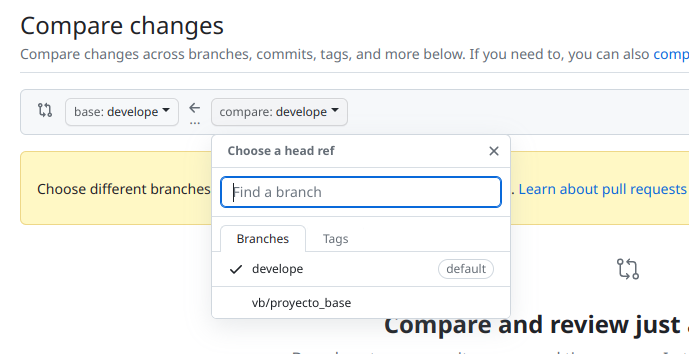 Compare changes
Compare changes across branches, commits, tags, and more below. If you need to, you can also comp
base: develope
...
compare: develope
Choose a head ref
Choose different branches
Find a branch
. Learn about pull requests
Branches
Tags
develope
default
vb/proyecto_base
Compare and review just a